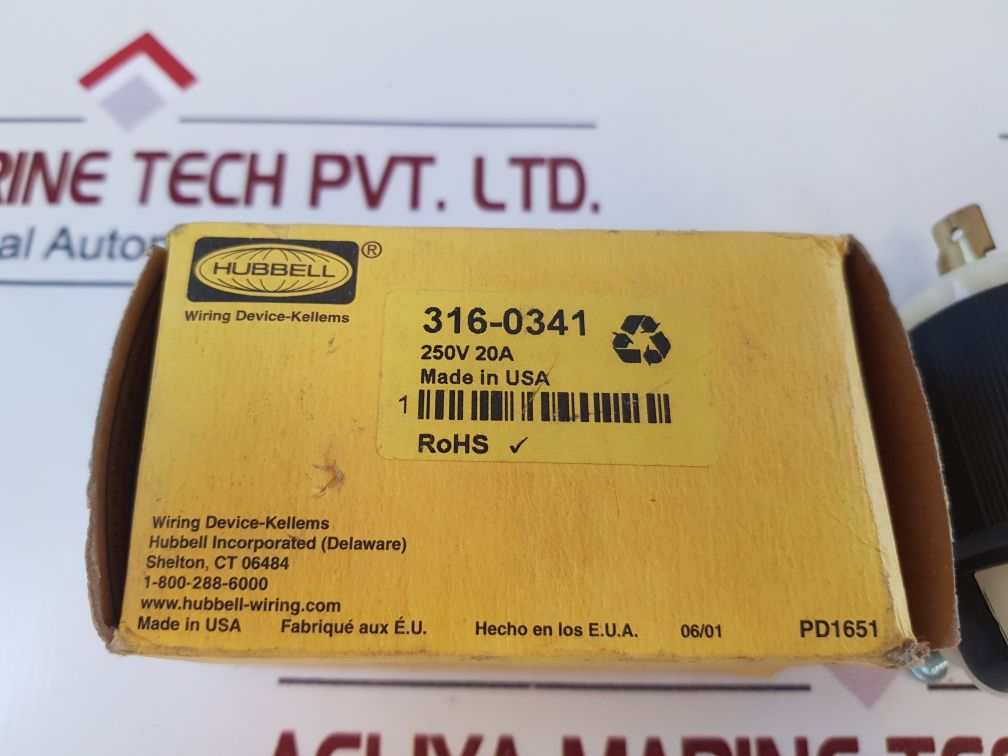 RINE TECH PVT. LTD.
al Autom
HUBBELL ®
Wiring Device-Kellems
316-0341
250V 20A
Made in USA
1
RoHS ✓
Wiring Device-Kellems
Hubbell Incorporated (Delaware)
Shelton, CT 06484
1-800-288-6000
www.hubbell-wiring.com
Made in USA Fabriqué aux É.U. Hecho en los E.U.A. 06/01 PD1651